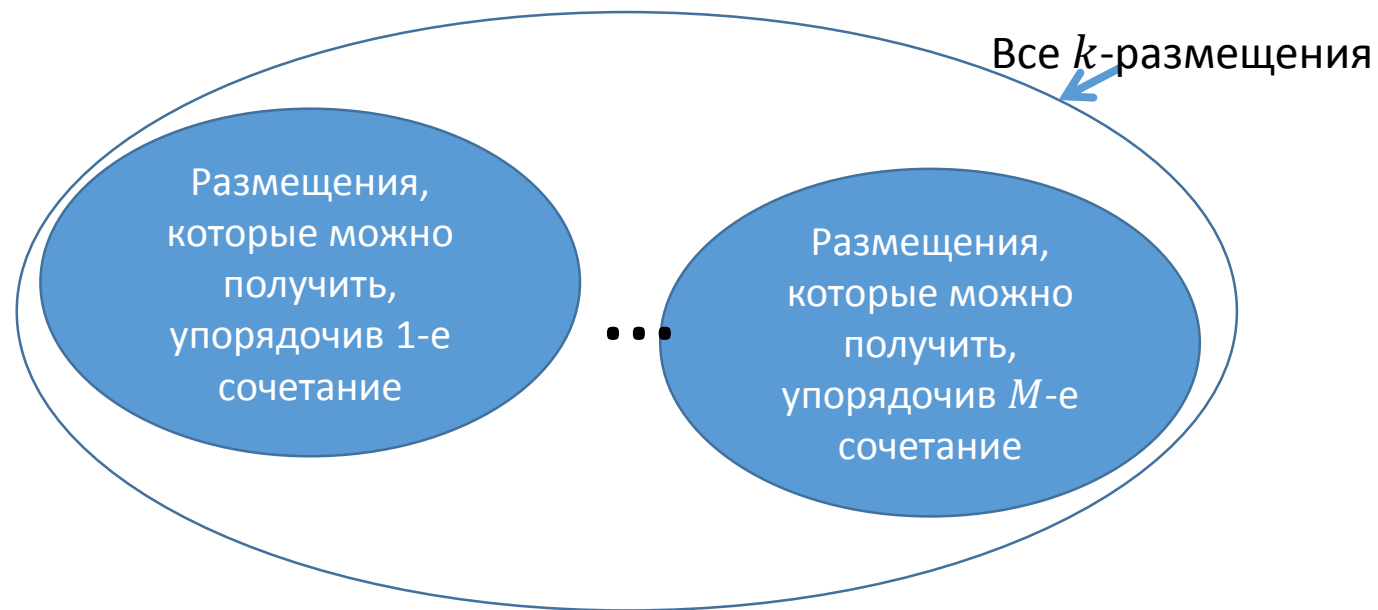 Все k-размещения
Размещения,
которые можно
получить,
упорядочив 1-е
сочетание
...
Размещения,
которые можно
получить,
упорядочив M-е
сочетание